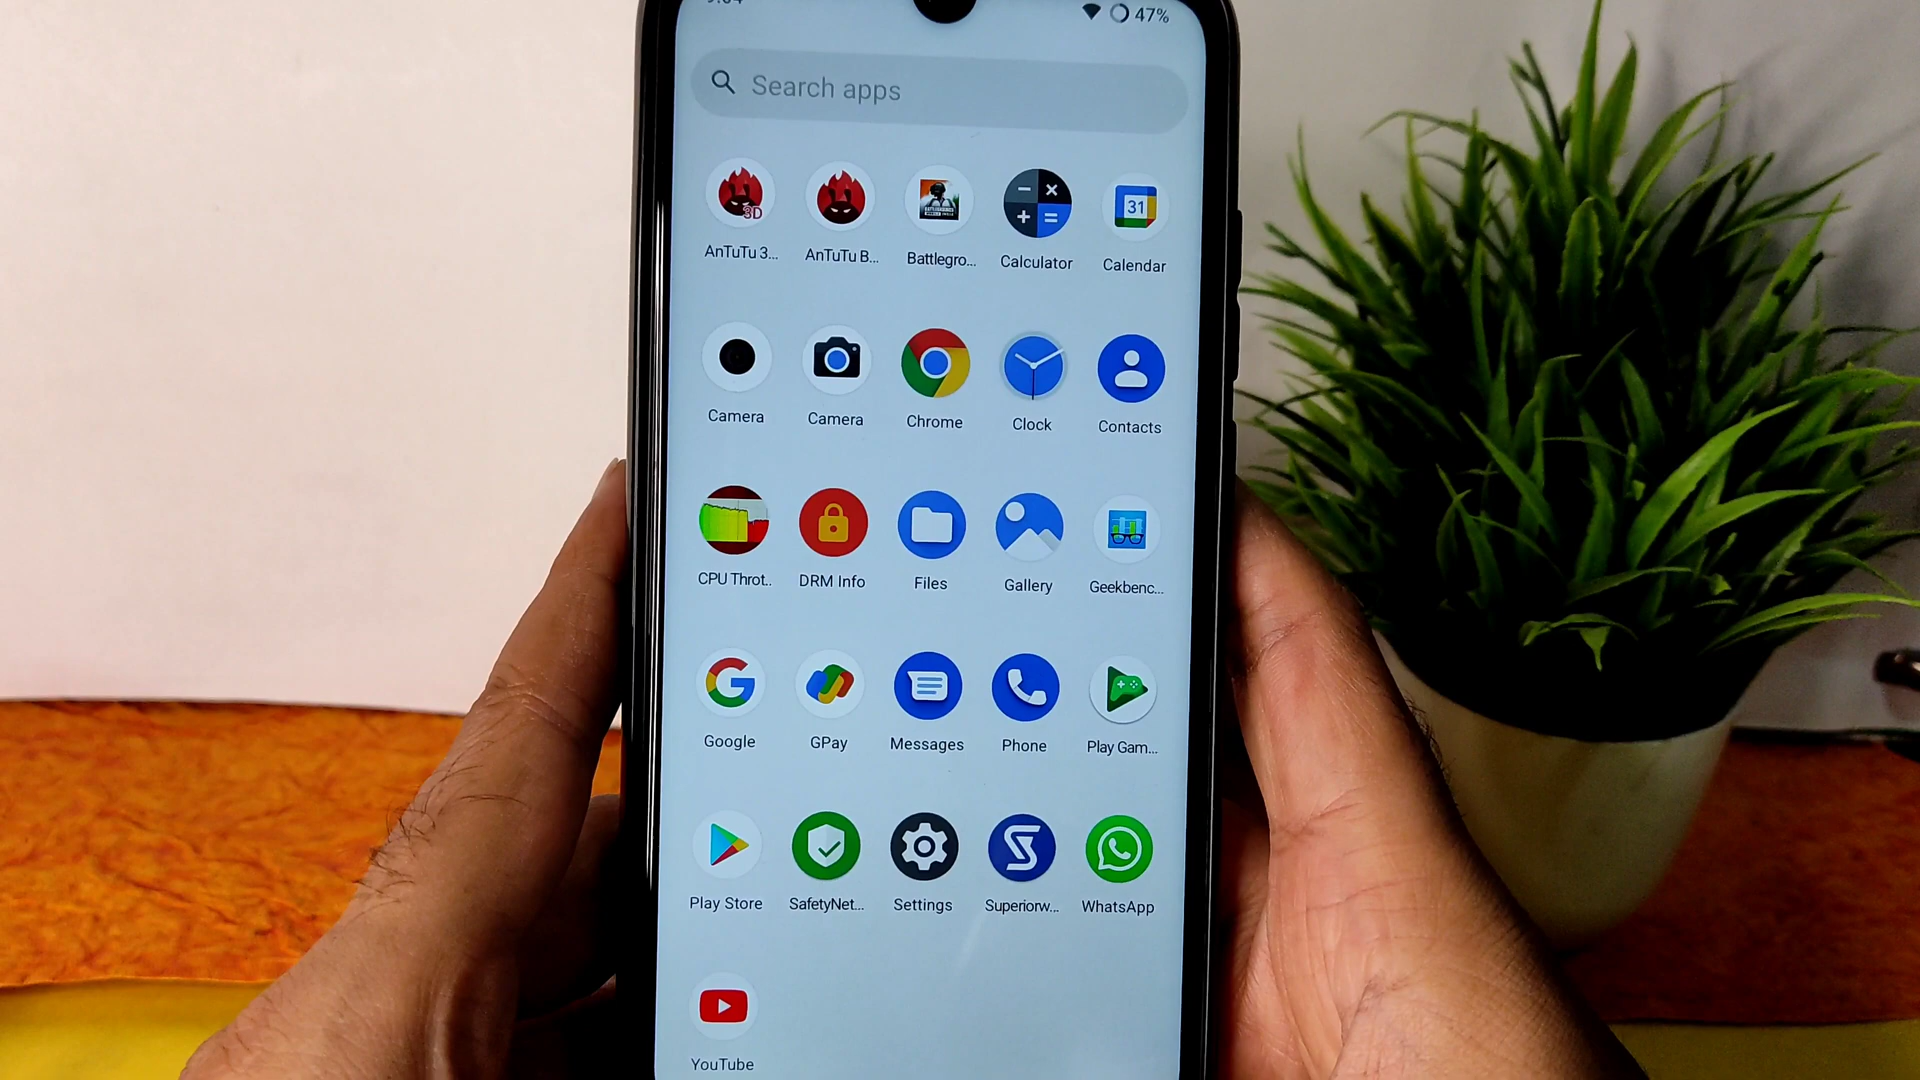 47%
Search apps
3D
31
AnTuTu 3... AnTuTu B... Battlegro... Calculator Calendar
Camera Camera Chrome Clock Contacts
CPU Throt.. DRM Info Files Gallery Geekbenc...
Google GPay Messages Phone Play Gam...
Play Store SafetyNet... Settings Superiorw... WhatsApp
YouTube